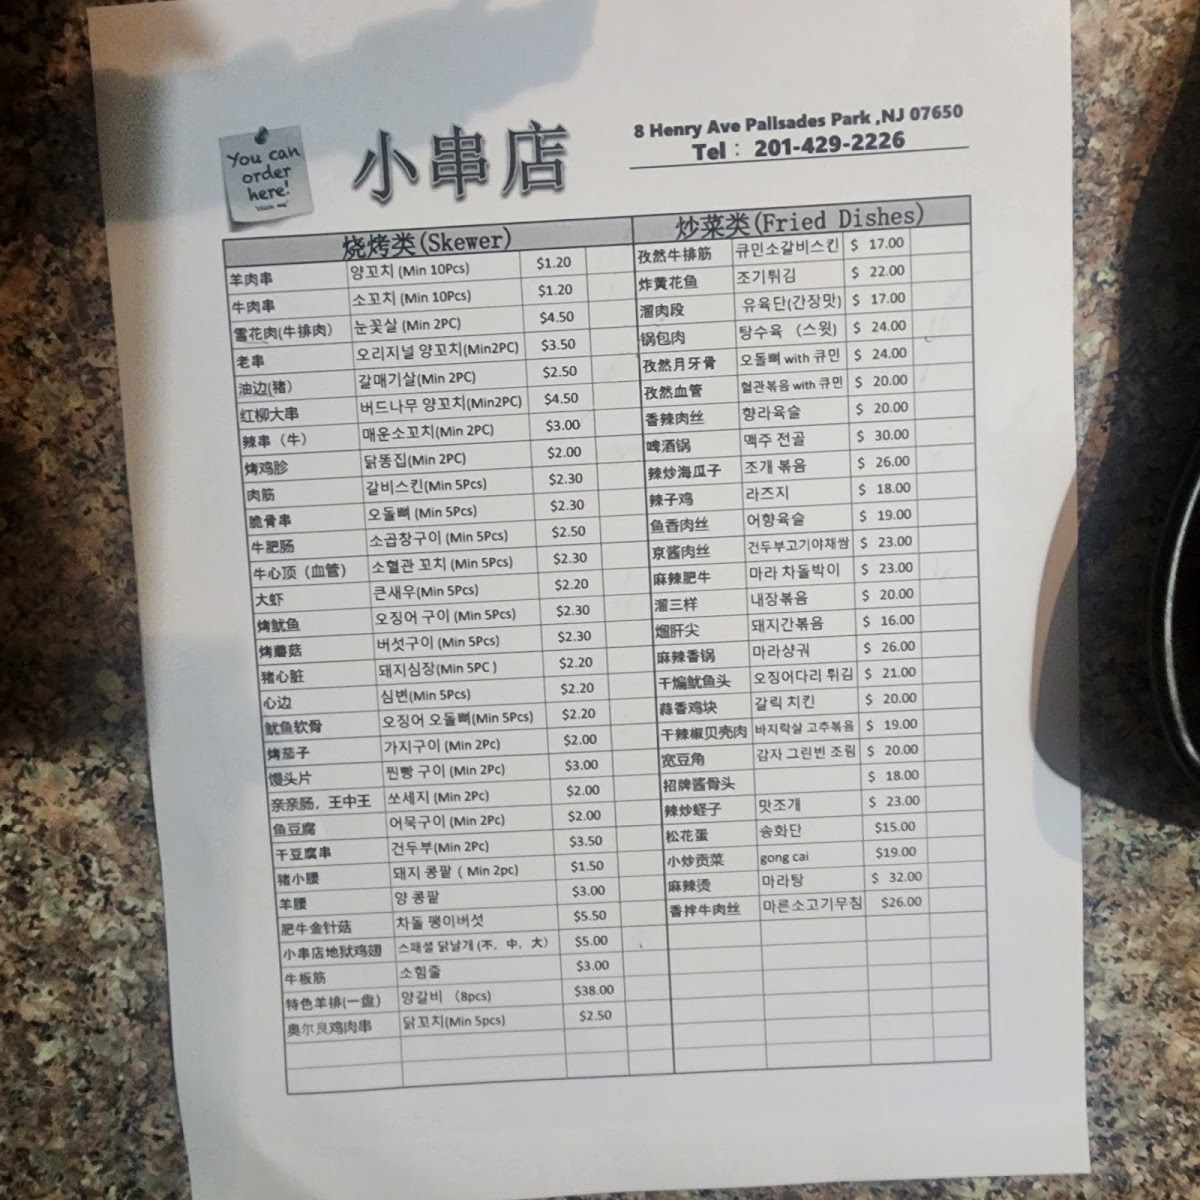 You can
order
here!
小串店
8 Henry Ave Pallsades Park ,NJ 07650
Tel： 201-429-2226
烧烤类(Skewer)
羊肉串 양꼬치 (Min 10Pcs) $1.20
牛肉串 소꼬치 (Min 10Pcs) $1.20
雪花肉(牛排肉) 눈꽃살 (Min 2PC) $4.50
老串 오리지널 양꼬치(Min2PC) $3.50
油边(猪) 갈매기살(Min 2PC) $2.50
红柳大串 버드나무 양꼬치(Min2PC) $4.50
辣串（牛） 매운소꼬치(Min 2PC) $3.00
烤鸡胗 닭똥집(Min 2PC) $2.00
肉筋 갈비스킨(Min 5Pcs) $2.30
脆骨串 오돌뼈 (Min 5Pcs) $2.30
牛肥肠 소곱창구이 (Min 5Pcs) $2.50
牛心顶（血管） 소혈관 꼬치 (Min 5Pcs) $2.30
大虾 큰새우(Min 5Pcs) $2.20
烤鱿鱼 오징어 구이 (Min 5Pcs) $2.30
烤蘑菇 버섯구이 (Min 5Pcs) $2.30
猪心脏 돼지심장(Min 5PC ) $2.20
心边 심변(Min 5Pcs) $2.20
鱿鱼软骨 오징어 오돌뼈(Min 5Pcs) $2.20
烤茄子 가지구이 (Min 2Pc) $2.00
馒头片 찐빵 구이 (Min 2Pc) $3.00
亲亲肠，王中王 쏘세지 (Min 2Pc) $2.00
鱼豆腐 어묵구이 (Min 2Pc) $2.00
干豆腐串 건두부(Min 2Pc) $3.50
猪小腰 돼지 콩팥 ( Min 2pc) $1.50
羊腰 양 콩팥 $3.00
肥牛金针菇 차돌 팽이버섯 $5.50
小串店地狱鸡翅 스패셜 닭날개 (不，中，大) $5.00
牛板筋 소힘줄 $3.00
特色羊排(一盘) 양갈비 （8pcs) $38.00
奥尔良鸡肉串 닭꼬치(Min 5pcs) $2.50
炒菜类(Fried Dishes)
孜然牛排筋 큐민소갈비스킨 $ 17.00
炸黄花鱼 조기튀김 $ 22.00
溜肉段 유육단(간장맛) $ 17.00
锅包肉 탕수육 （스윗) $ 24.00
孜然月牙骨 오돌뼈 with 큐민 $ 24.00
孜然血管 혈관볶음 with 큐민 $ 20.00
香辣肉丝 향라육슬 $ 20.00
啤酒锅 맥주 전골 $ 30.00
辣炒海瓜子 조개 볶음 $ 26.00
辣子鸡 라즈지 $ 18.00
鱼香肉丝 어향육슬 $ 19.00
京酱肉丝 건두부고기야채쌈 $ 23.00
麻辣肥牛 마라 차돌박이 $ 23.00
溜三样 내장볶음 $ 20.00
熘肝尖 돼지간볶음 $ 16.00
麻辣香锅 마라샹궈 $ 26.00
干煸鱿鱼头 오징어다리 튀김 $ 21.00
蒜香鸡块 갈릭 치킨 $ 20.00
干辣椒贝壳肉 바지락살 고추볶음 $ 19.00
宽豆角 감자 그린빈 조림 $ 20.00
招牌酱骨头 $ 18.00
辣炒蛏子 맛조개 $ 23.00
松花蛋 송화단 $15.00
小炒贡菜 gong cai $19.00
麻辣烫 마라탕 $ 32.00
香拌牛肉丝 마른소고기무침 $26.00